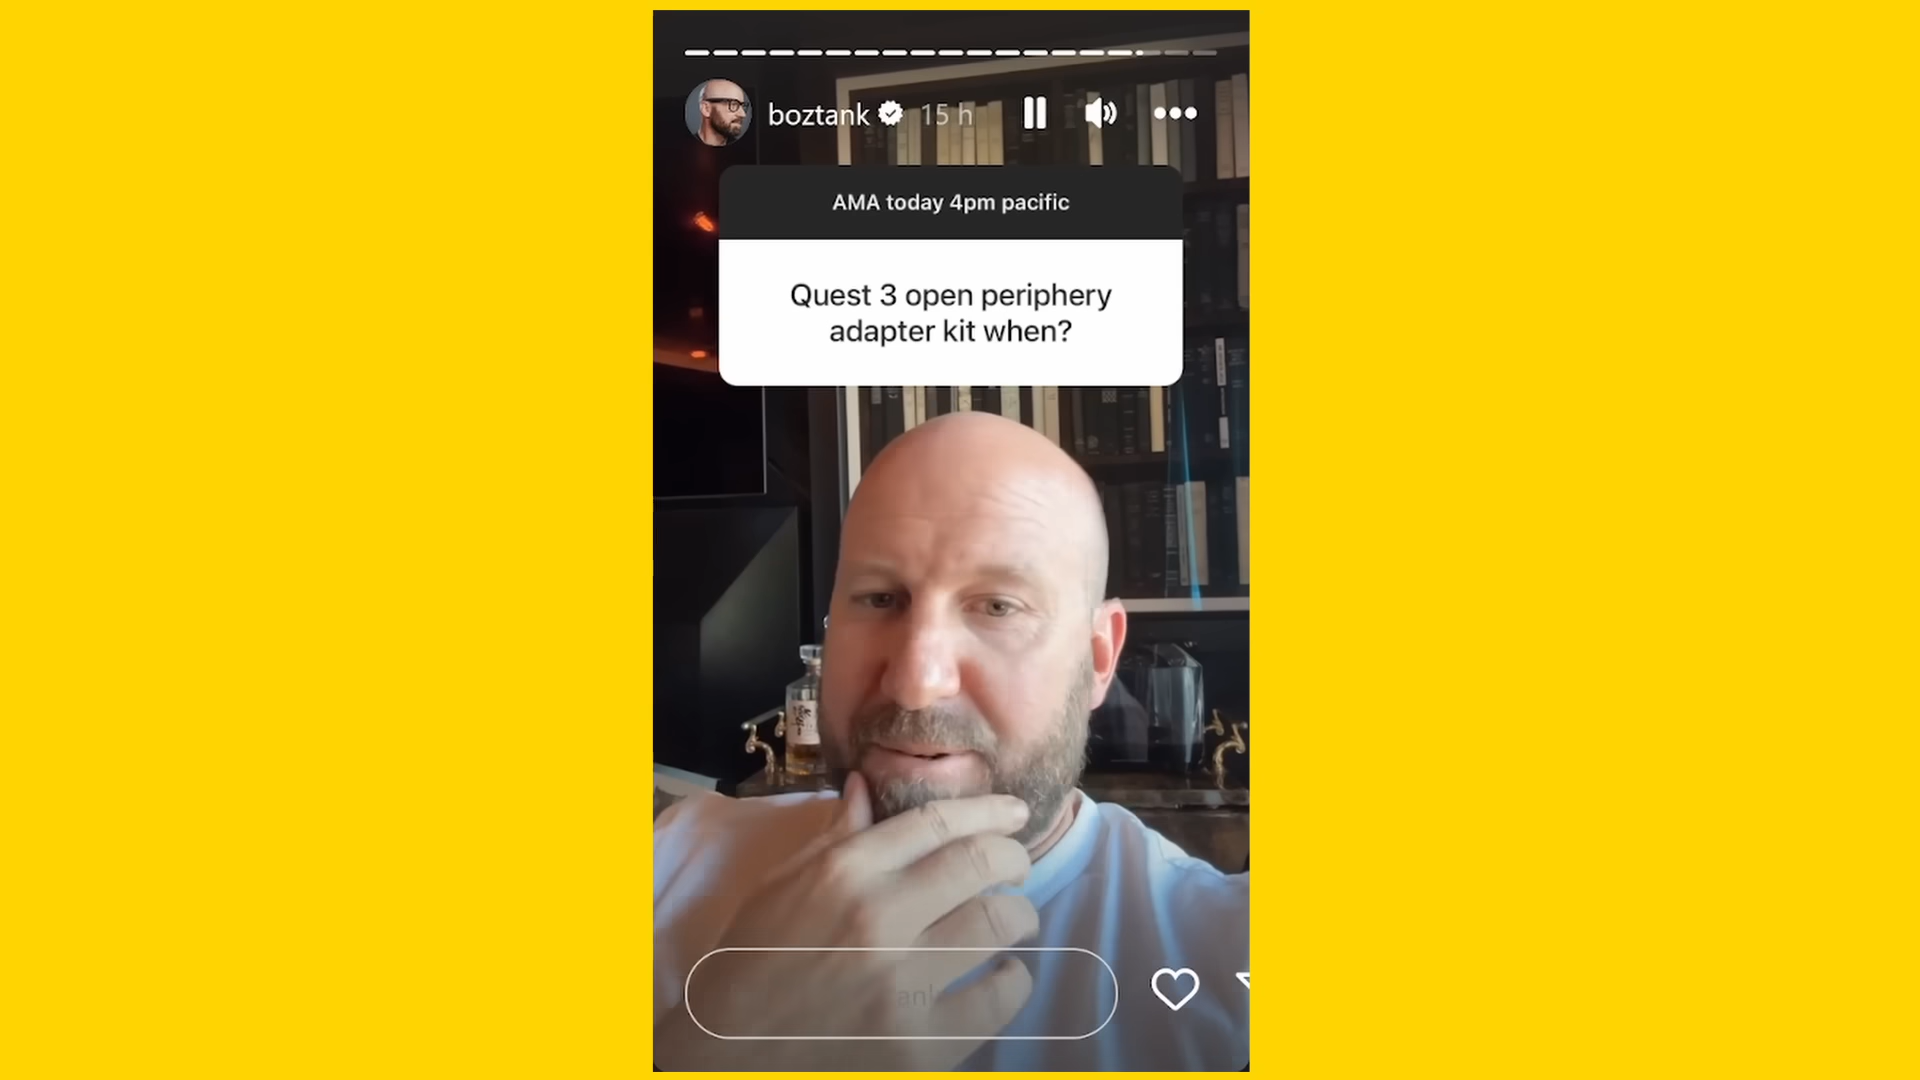 boztank 15 h
AMA today 4pm pacific
Quest 3 open periphery
adapter kit when?